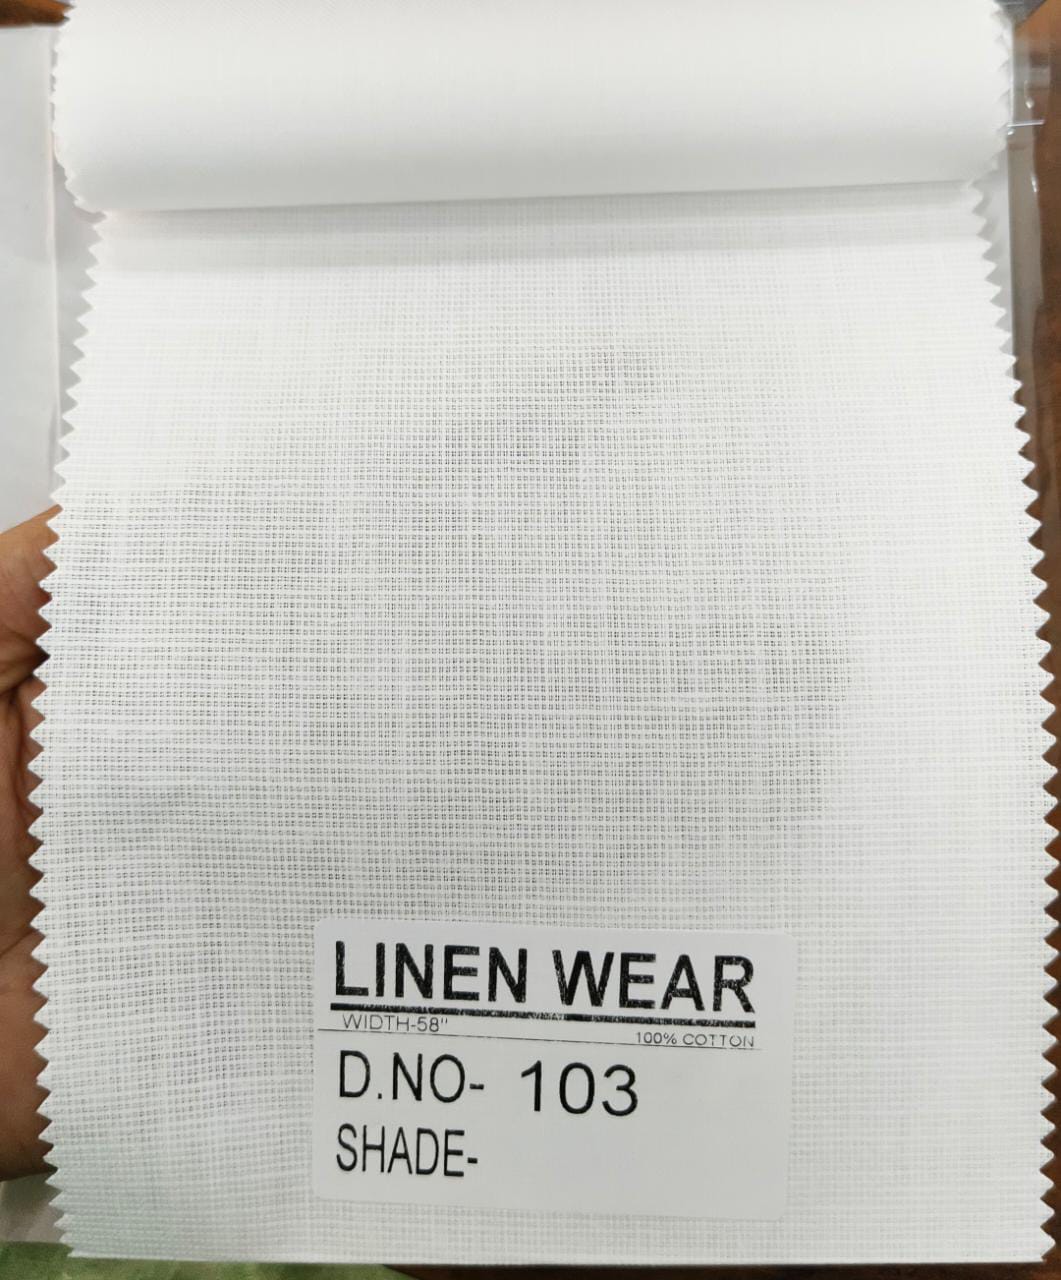 LINEN WEAR
WIDTH-58"
100% COTTON
D.NO- 103
SHADE-